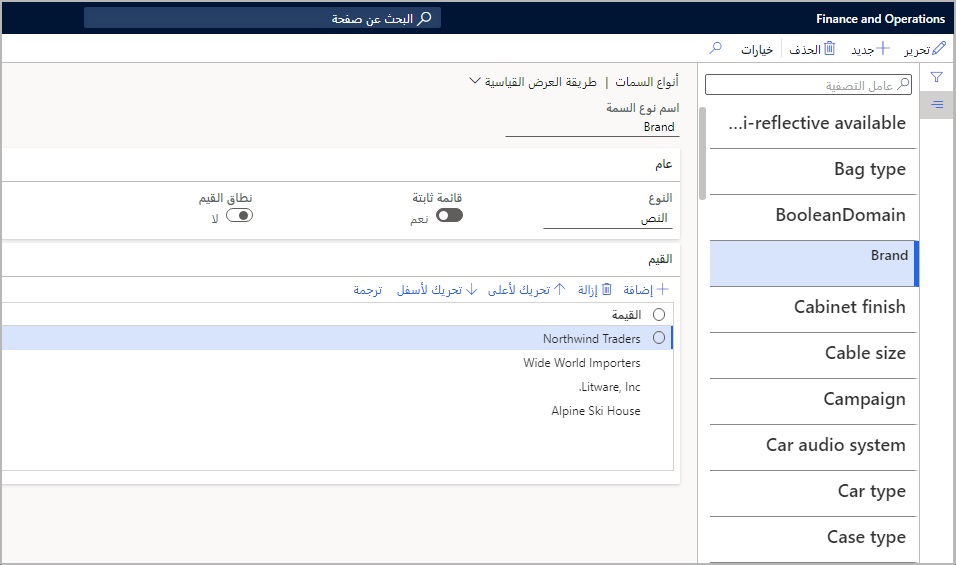 Finance and Operations
البحث عن صفحة
تحرير
جديد
الحذف
خيارات
عامل التصفية
...i-reflective available
Bag type
BooleanDomain
Brand
Cabinet finish
Cable size
Campaign
Car audio system
Car type
Case type
أنواع السمات | طريقة العرض القياسية
اسم نوع السمة
Brand
عام
النوع
النص
قائمة ثابتة
نعم
نطاق القيم
لا
القيم
إضافة
إزالة
تحريك لأعلى
تحريك لأسفل
ترجمة
القيمة
Northwind Traders
Wide World Importers
.Litware, Inc
Alpine Ski House